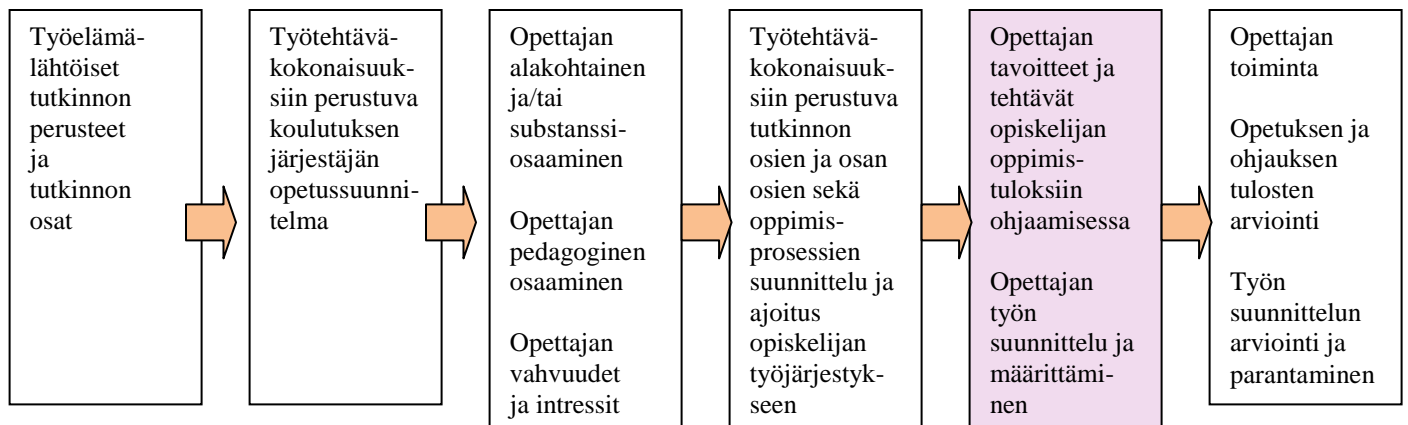 Työelämä-
lähtöiset
tutkinnon
perusteet
ja
tutkinnon
osat
Työtehtävä-
kokonaisuuk-
siin perustuva
koulutuksen
järjestäjän
opetussuunni-
telma
Opettajan
alakohtainen
ja/tai
substanssi-
osaaminen
Opettajan
pedagoginen
osaaminen
Opettajan
vahvuudet
ja intressit
Työtehtävä-
kokonaisuuk-
siin perustuva
tutkinnon
osien ja osan
osien sekä
oppimis-
prosessien
suunnittelu ja
ajoitus
opiskelijan
työjärjestyk-
seen
Opettajan
tavoitteet ja
tehtävät
opiskelijan
oppimis-
tuloksiin
ohjaamisessa
Opettajan
työn
suunnittelu ja
määrittämi-
nen
Opettajan
toiminta
Opetuksen ja
ohjauksen
tulosten
arviointi
Työn
suunnittelun
arviointi ja
parantaminen